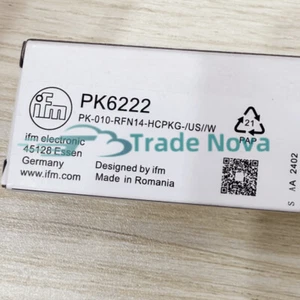 ifm
PK6222
PK-010-RFN14-HCPKG-/US//W
ifm electronic
45128 Essen
Germany
www.ifm.com
Trade Nova
Designed by ifm
Made in Romania
21
PAP
S AA 2402